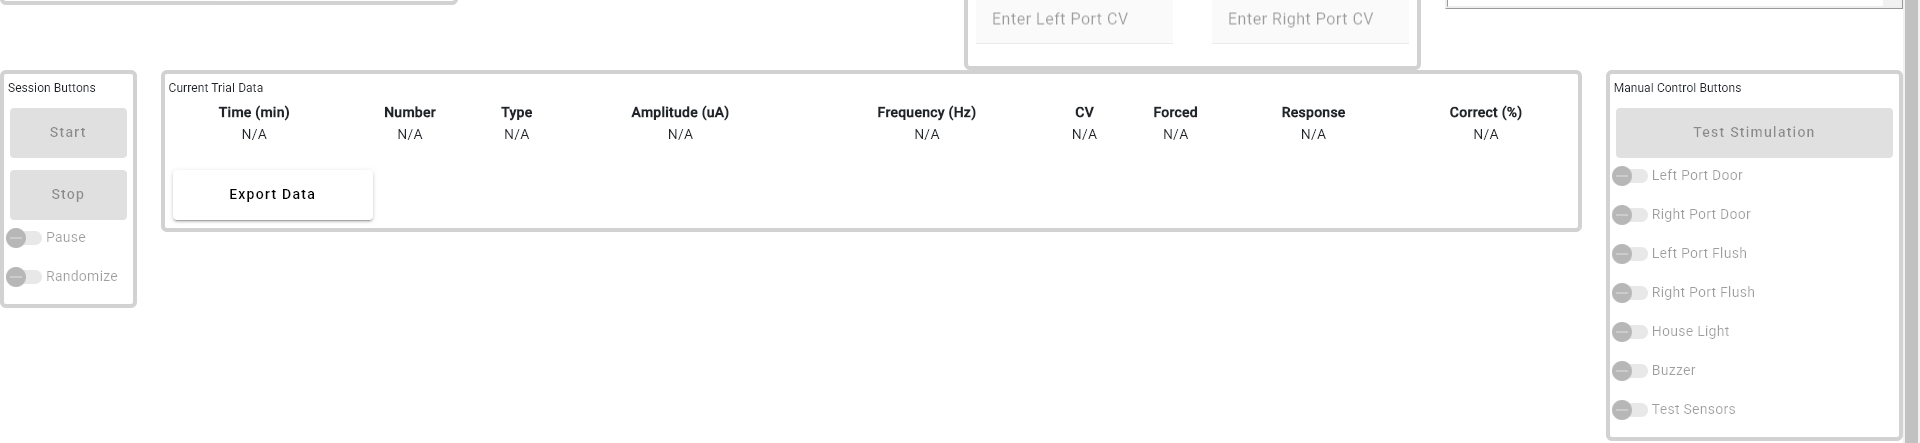 Enter Left Port CV
Enter Right Port CV
Session Buttons
Start
Stop
Pause
Randomize
Current Trial Data
Time (min) Number Type Amplitude (uA) Frequency (Hz) CV Forced Response Correct (%)
N/A N/A N/A N/A N/A N/A N/A N/A N/A
Export Data
Manual Control Buttons
Test Stimulation
Left Port Door
Right Port Door
Left Port Flush
Right Port Flush
House Light
Buzzer
Test Sensors